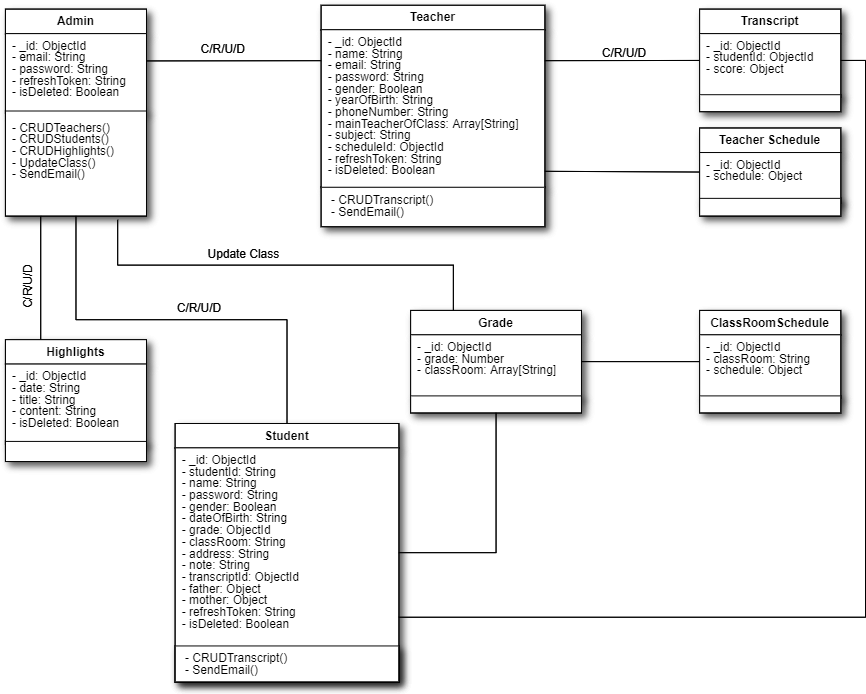 Admin
- _id: ObjectId
- email: String
- password: String
- refreshToken: String
- isDeleted: Boolean
- CRUDTeachers()
- CRUDStudents()
- CRUDHighlights()
- UpdateClass()
- SendEmail()
C/R/U/D
Teacher
- _id: ObjectId
- name: String
- email: String
- password: String
- gender: Boolean
- yearOfBirth: String
- phoneNumber: String
- mainTeacherOfClass: Array[String]
- subject: String
- scheduleId: ObjectId
- refreshToken: String
- isDeleted: Boolean
- CRUDTranscript()
- SendEmail()
C/R/U/D
Transcript
- _id: ObjectId
- studentId: ObjectId
- score: Object
Teacher Schedule
- _id: ObjectId
- schedule: Object
Update Class
C/R/U/D
C/R/U/D
Grade
- _id: ObjectId
- grade: Number
- classRoom: Array[String]
ClassRoomSchedule
- _id: ObjectId
- classRoom: String
- schedule: Object
Highlights
- _id: ObjectId
- date: String
- title: String
- content: String
- isDeleted: Boolean
Student
- _id: ObjectId
- studentId: String
- name: String
- password: String
- gender: Boolean
- dateOfBirth: String
- grade: ObjectId
- classRoom: String
- address: String
- note: String
- transcriptId: ObjectId
- father: Object
- mother: Object
- refreshToken: String
- isDeleted: Boolean
- CRUDTranscript()
- SendEmail()